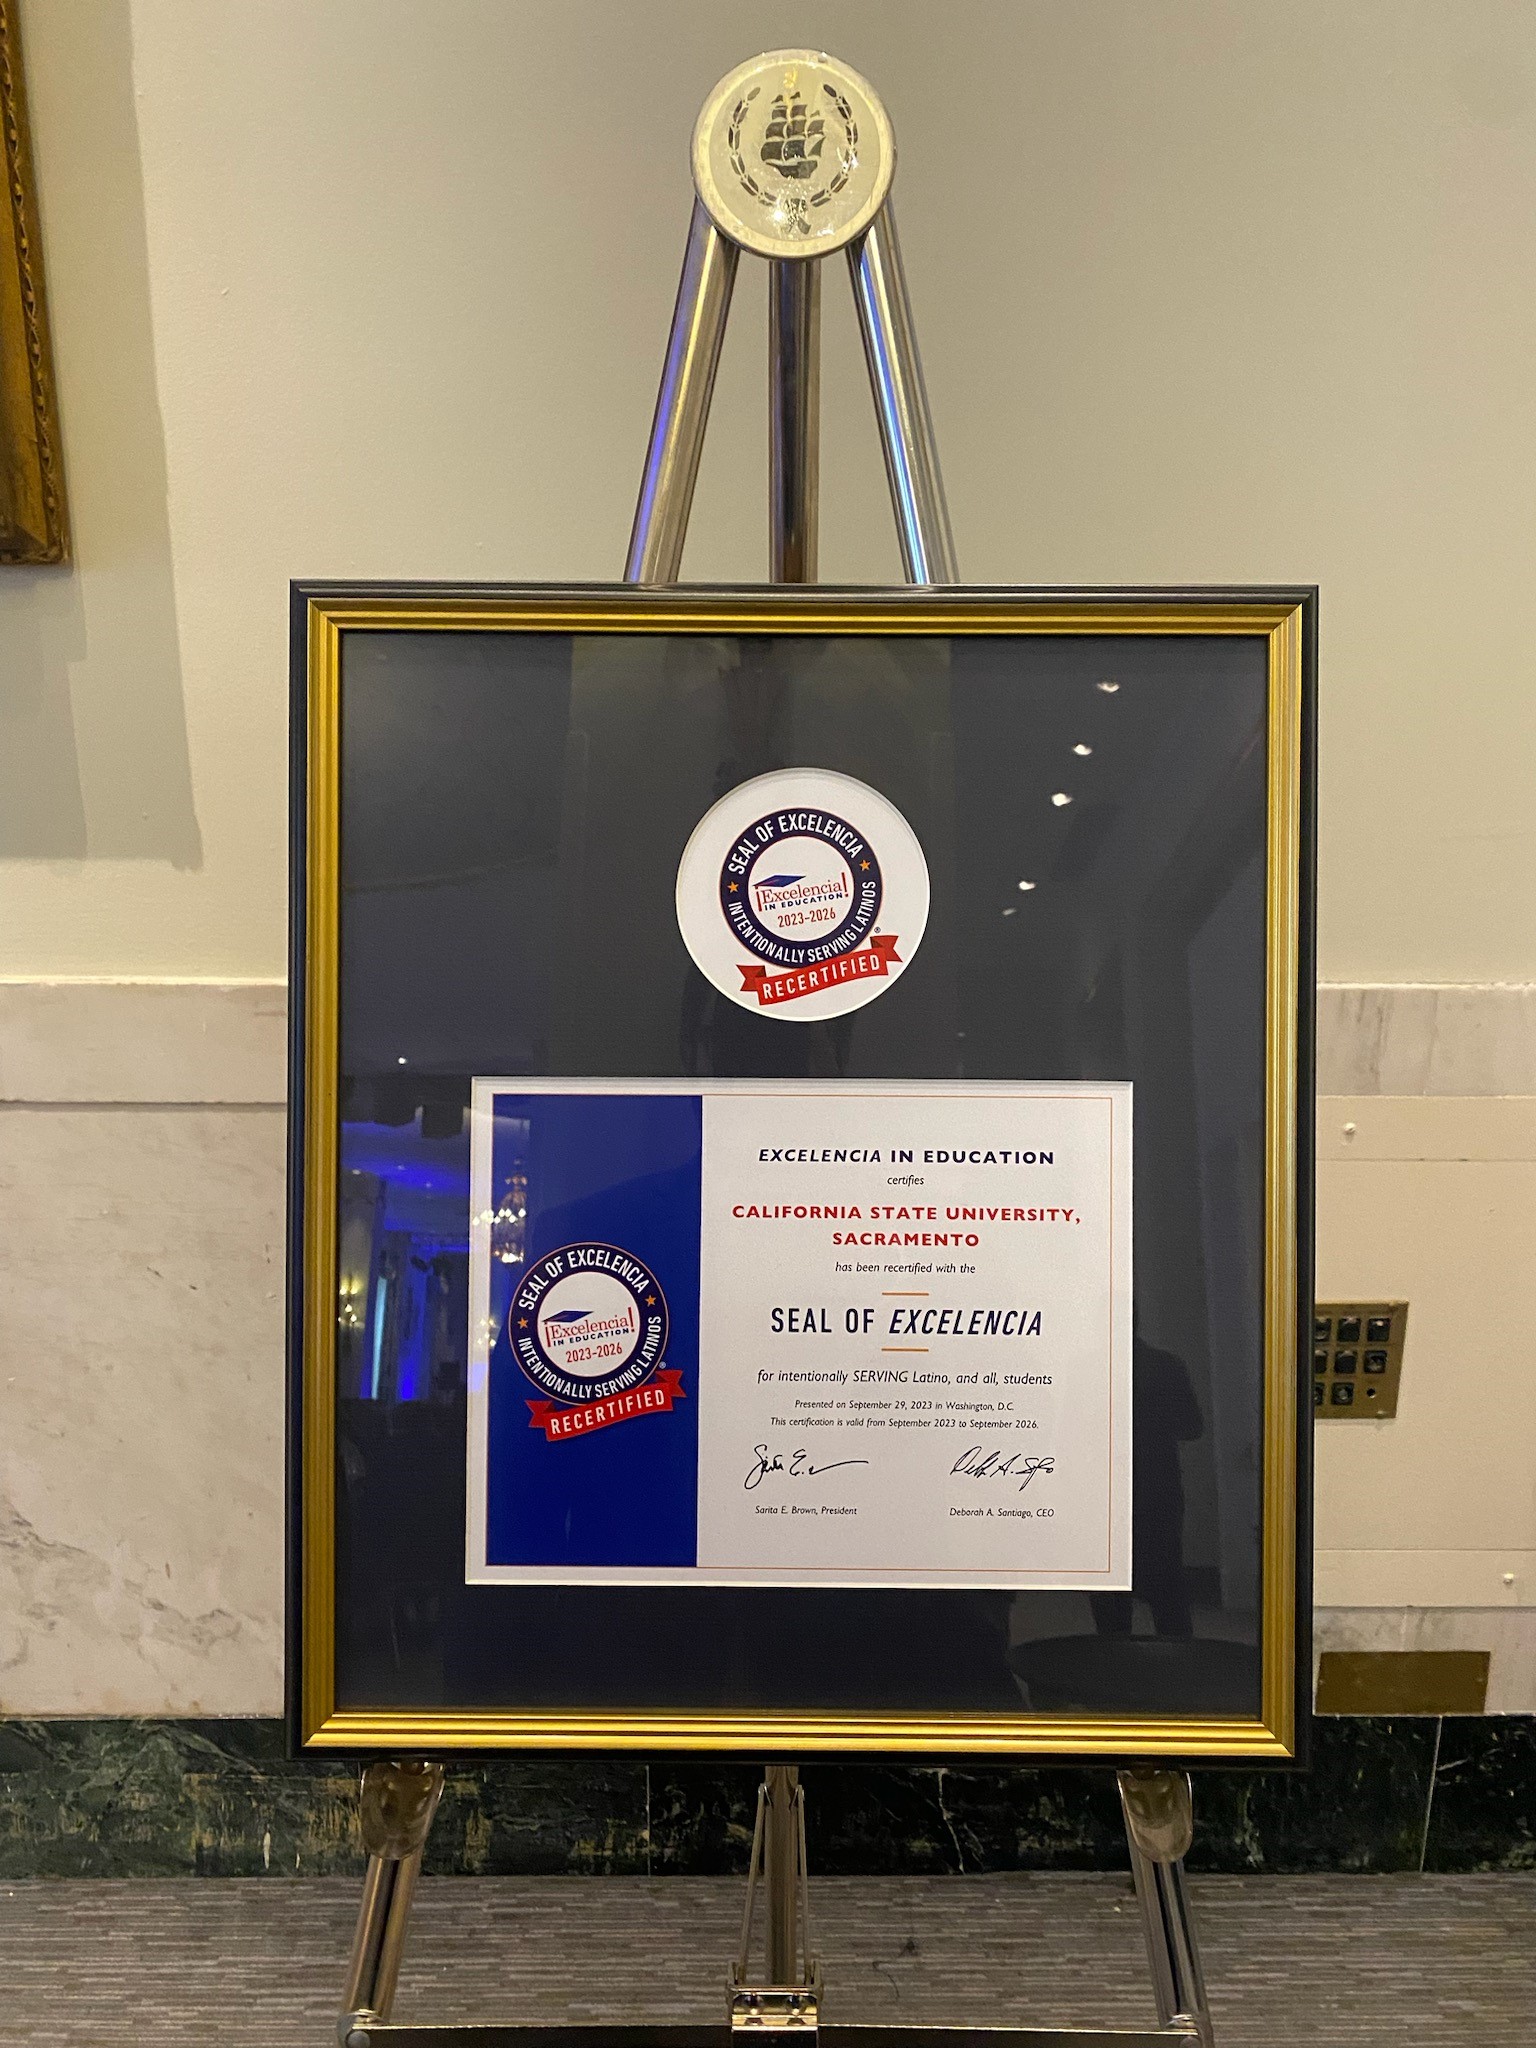 SEAL OF EXCELENCIA
¡Excelencia!
IN EDUCATION®
2023-2026
INTENTIONALLY SERVING LATINOS
®
RECERTIFIED
EXCELENCIA IN EDUCATION
certifies
CALIFORNIA STATE UNIVERSITY,
SACRAMENTO
has been recertified with the
SEAL OF EXCELENCIA
for intentionally SERVING Latino, and all, students
Presented on September 29, 2023 in Washington, D.C.
This certification is valid from September 2023 to September 2026.
Sarita E. Brown, President
Deborah A. Santiago, CEO
SEAL OF EXCELENCIA
¡Excelencia!
IN EDUCATION®
2023-2026
INTENTIONALLY SERVING LATINOS
®
RECERTIFIED